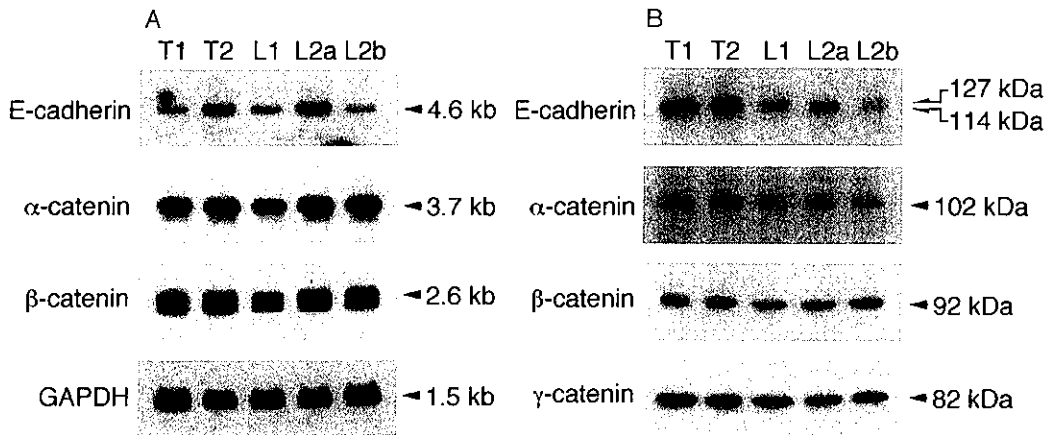 A
T1 T2 L1 L2a L2b
E-cadherin 4.6 kb
α-catenin 3.7 kb
β-catenin 2.6 kb
GAPDH 1.5 kb
B
T1 T2 L1 L2a L2b
E-cadherin 127 kDa
114 kDa
α-catenin 102 kDa
β-catenin 92 kDa
γ-catenin 82 kDa